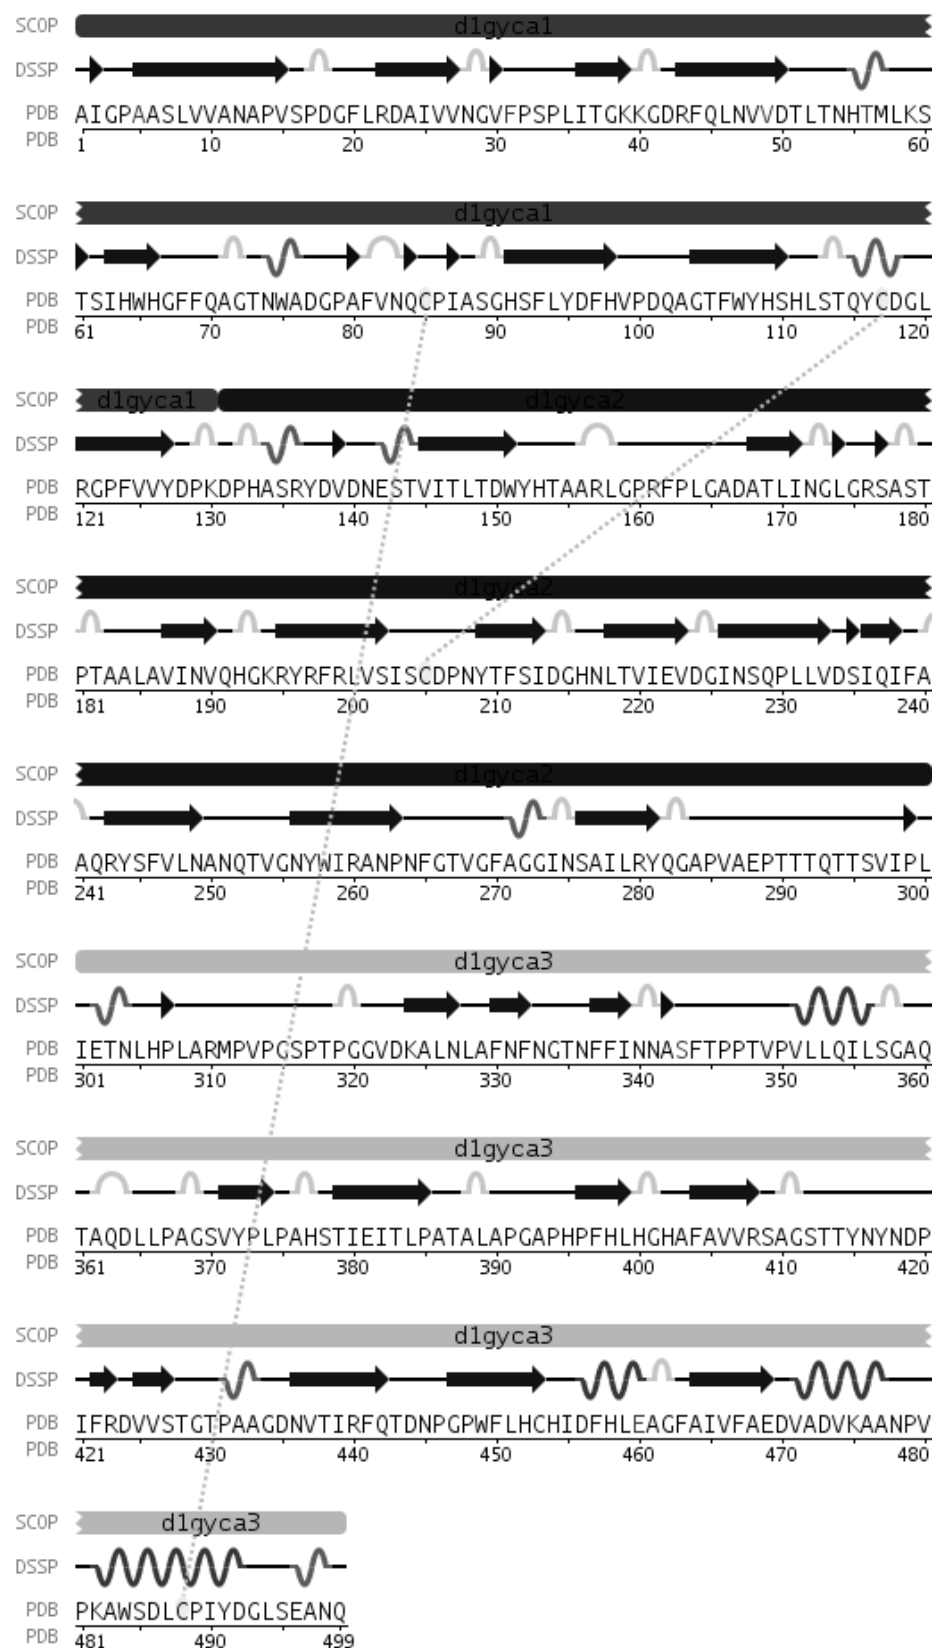 SCOP d1gyca1
DSSP
PDB AIGPAASLVVANAPVSPDGFLRDAIVVNGVFPSPLITGKKGDRFQLNVVDTLTNHTMLKS
PDB 1 10 20 30 40 50 60
SCOP d1gyca1
DSSP
PDB TSIHWHGFFQAGTNWADGPAFVNQCPIASGHSFLYDFHVPDQAGTFWYHSHLSTQYCDGL
PDB 61 70 80 90 100 110 120
SCOP d1gyca1 d1gyca2
DSSP
PDB RGPFVVYDPKDPHASRYDVDNESTVITLTDWYHTAARLGPRFPLGADATLINGLGRSAST
PDB 121 130 140 150 160 170 180
SCOP d1gyca2
DSSP
PDB PTAALAVINVQHGKRYRFRLVSISCDPNYTFSIDGHNLTVIEVDGINSQPLLVDSIQIFA
PDB 181 190 200 210 220 230 240
SCOP d1gyca2
DSSP
PDB AQRYSFVLNANQTVGNYWIRANPNFGTVGFAGGINSAILRYQGAPVAEPTTTQTTSVIPL
PDB 241 250 260 270 280 290 300
SCOP d1gyca3
DSSP
PDB IETNLHPLARMPVPGSPTPGGVDKALNLAFNFNGTNFFINNASFTPPTVPVLLQILSGAQ
PDB 301 310 320 330 340 350 360
SCOP d1gyca3
DSSP
PDB TAQDLLPAGSVYPLPAHSTIEITLPATALAPGAPHPFHLHGHAFAVVRSAGSTTYNYNDP
PDB 361 370 380 390 400 410 420
SCOP d1gyca3
DSSP
PDB IFRDVVSTGTPAAGDNVTIRFQTDNPGPWFLHCHIDFHLEAGFAIVFAEDVADVKAANPV
PDB 421 430 440 450 460 470 480
SCOP d1gyca3
DSSP
PDB PKAWSDLCPIYDGLSEANQ
PDB 481 490 499